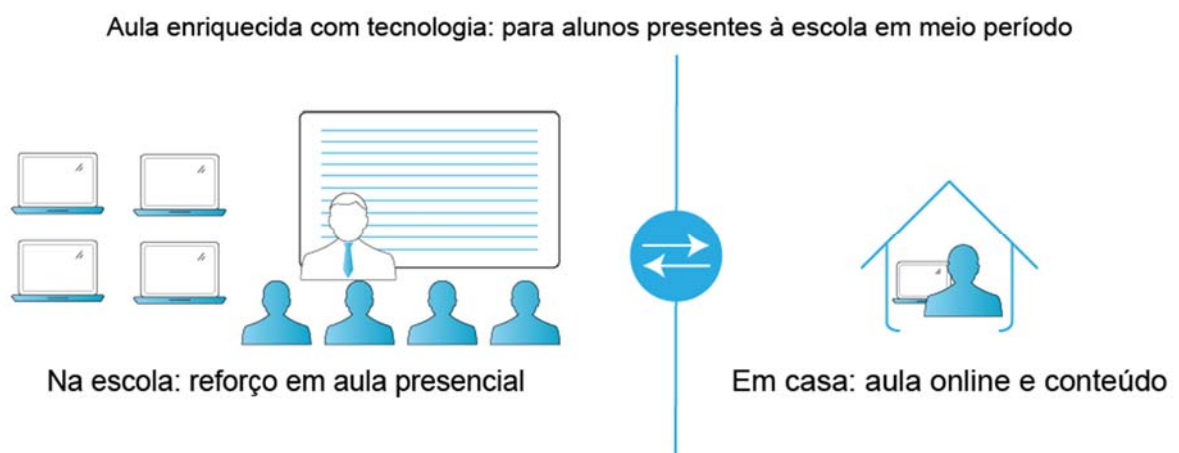 Aula enriquecida com tecnologia: para alunos presentes à escola em meio período
Na escola: reforço em aula presencial
Em casa: aula online e conteúdo